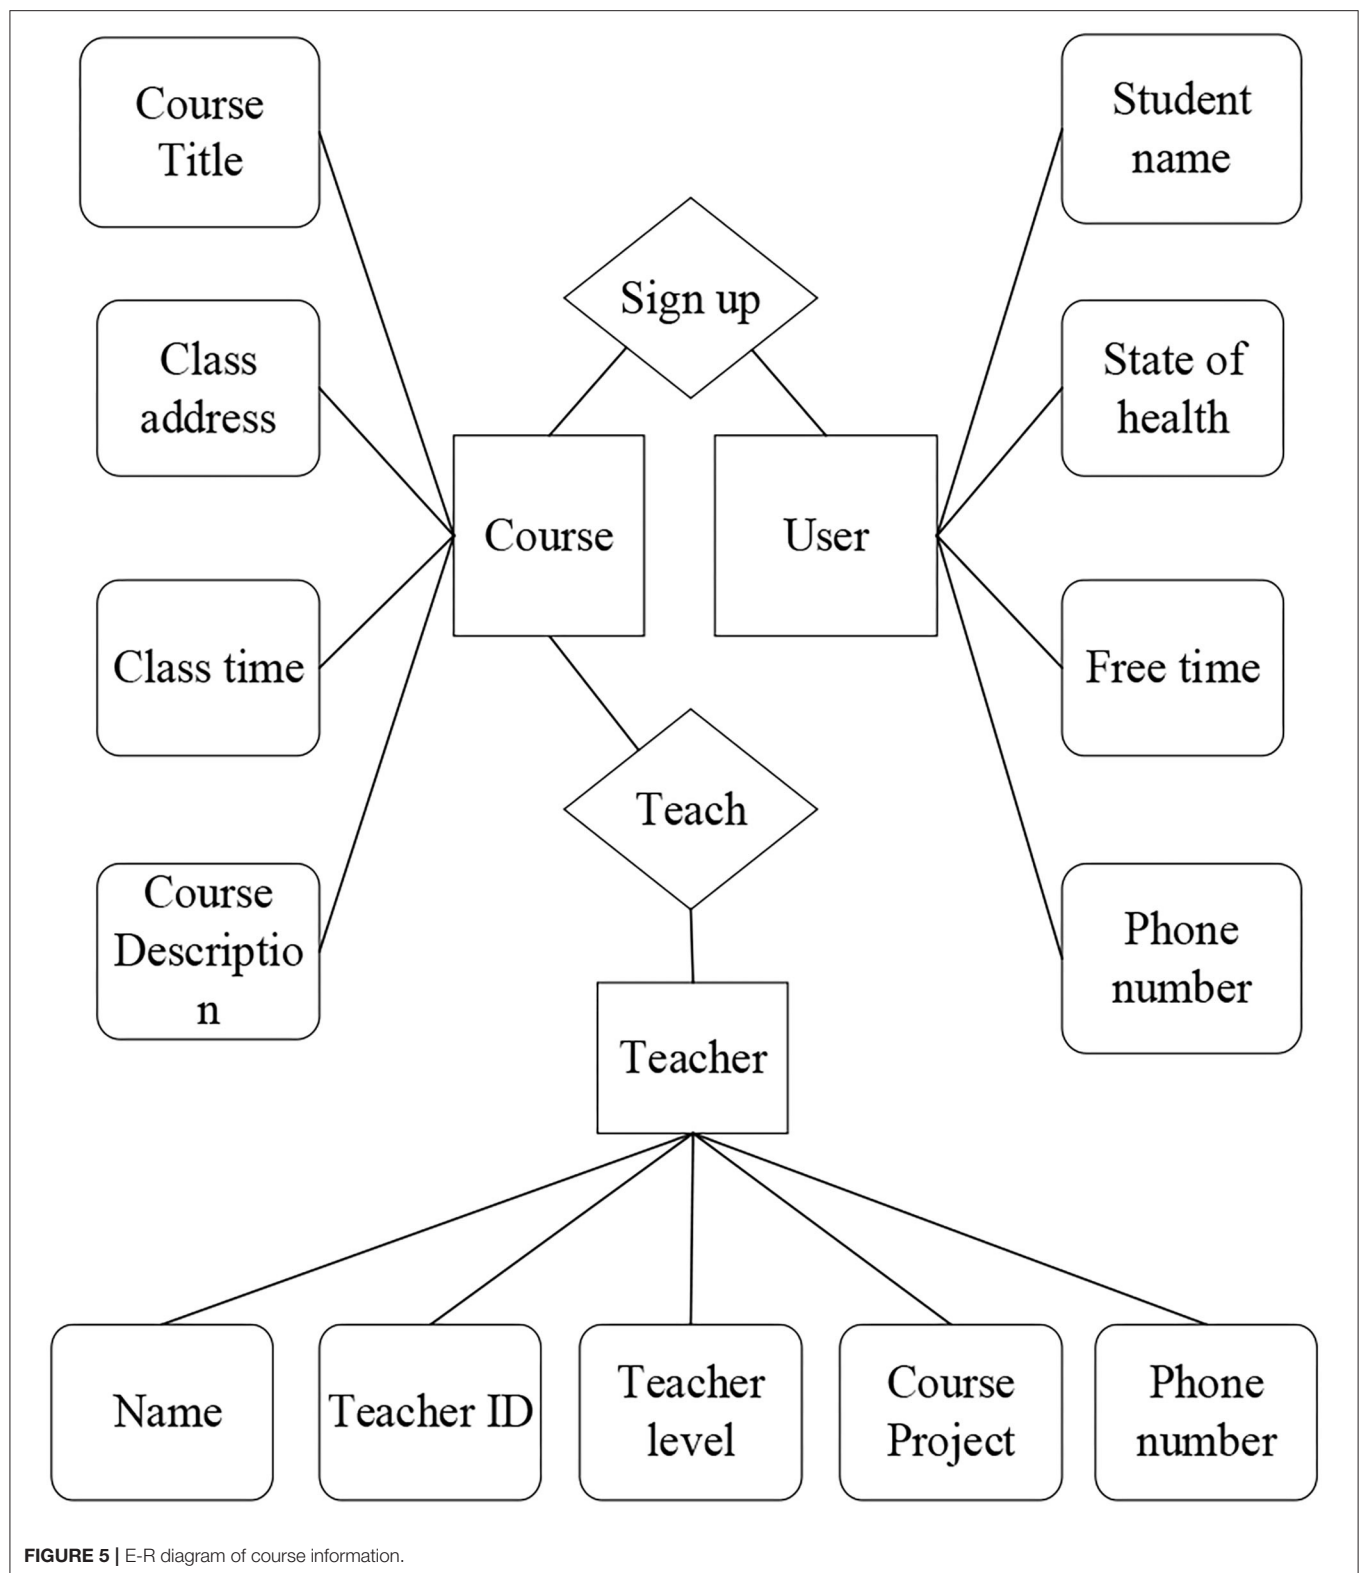 Course
Title
Student
name
Sign up
Class
address
State of
health
Course
User
Class time
Free time
Teach
Course
Descriptio
n
Phone
number
Teacher
Name
Teacher ID
Teacher
level
Course
Project
Phone
number
FIGURE 5 | E-R diagram of course information.